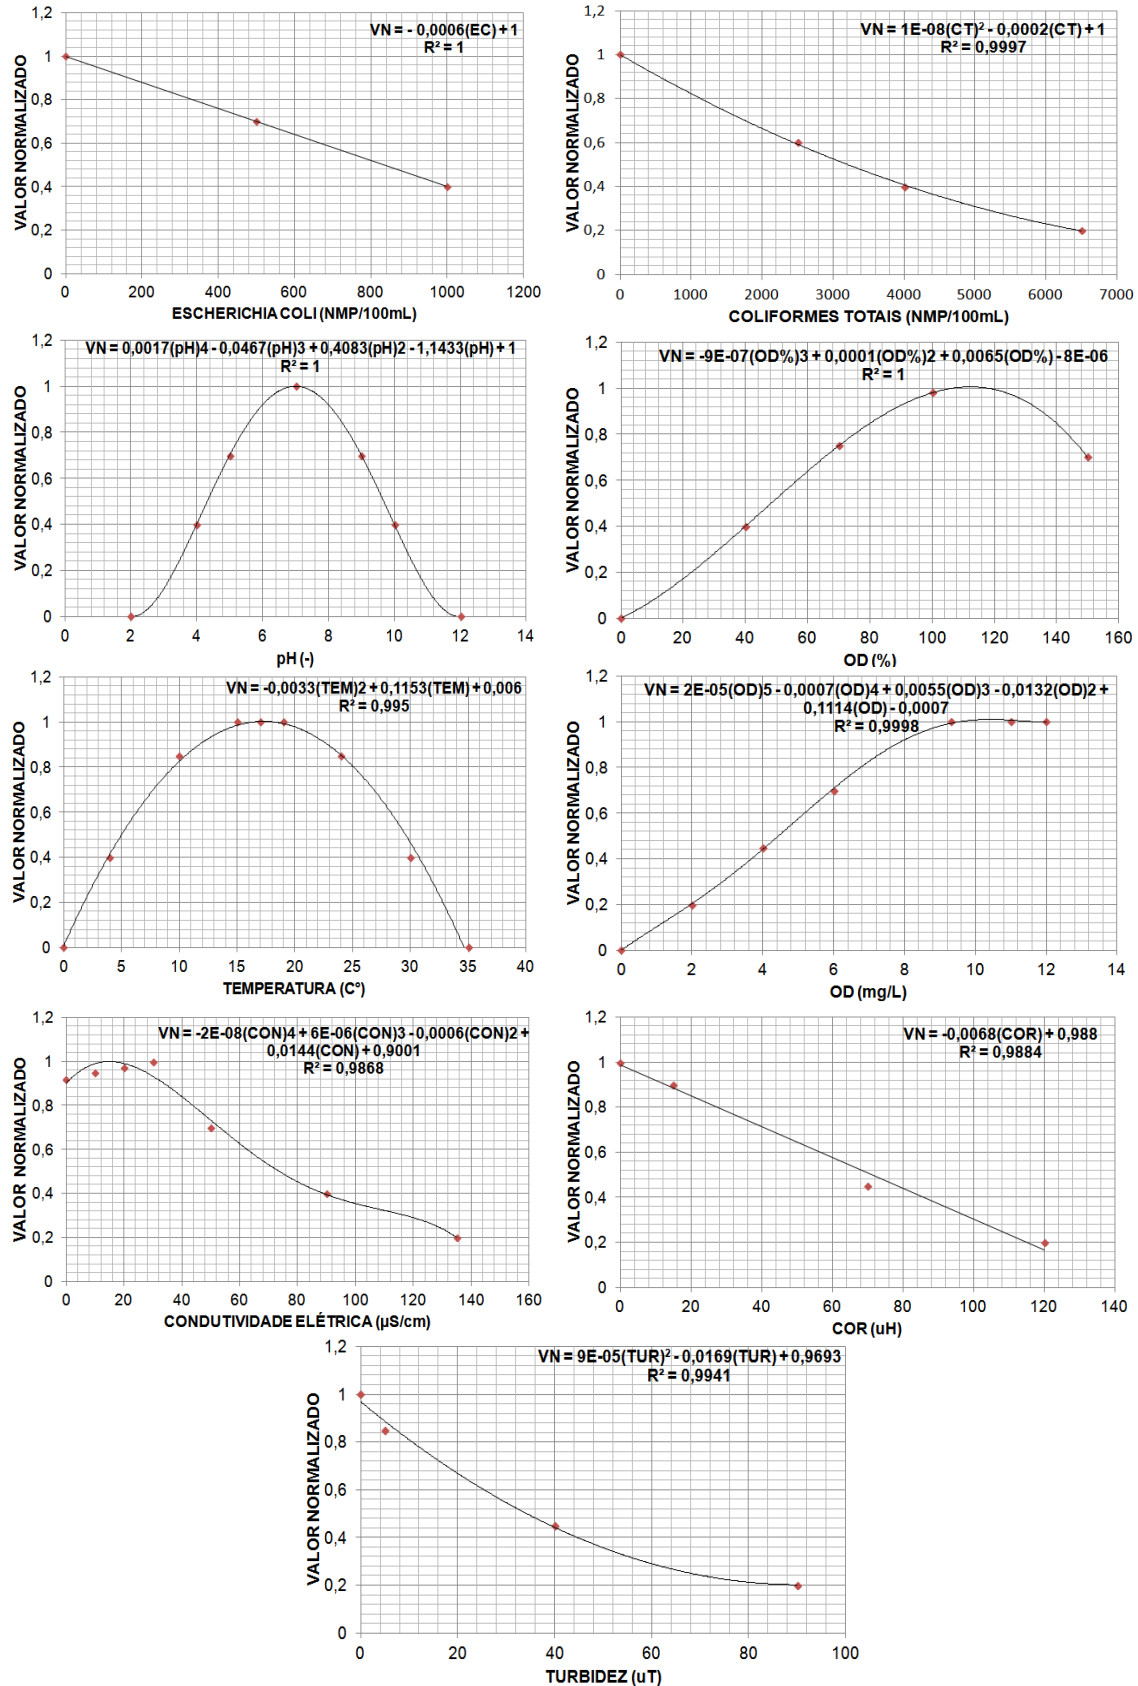 VN = - 0,0006(EC) + 1
R² = 1
VALOR NORMALIZADO
1,2
1
0,8
0,6
0,4
0,2
0
0 200 400 600 800 1000 1200
ESCHERICHIA COLI (NMP/100mL)
VN = 1E-08(CT)² - 0,0002(CT) + 1
R² = 0,9997
VALOR NORMALIZADO
1,2
1
0,8
0,6
0,4
0,2
0
0 1000 2000 3000 4000 5000 6000 7000
COLIFORMES TOTAIS (NMP/100mL)
VN = 0,0017(pH)4 - 0,0467(pH)3 + 0,4083(pH)2 - 1,1433(pH) + 1
R² = 1
VALOR NORMALIZADO
1,2
1
0,8
0,6
0,4
0,2
0
0 2 4 6 8 10 12 14
pH (-)
VN = -9E-07(OD%)3 + 0,0001(OD%)2 + 0,0065(OD%) - 8E-06
R² = 1
VALOR NORMALIZADO
1,2
1
0,8
0,6
0,4
0,2
0
0 20 40 60 80 100 120 140 160
OD (%)
VN = -0,0033(TEM)2 + 0,1153(TEM) + 0,006
R² = 0,995
VALOR NORMALIZADO
1,2
1
0,8
0,6
0,4
0,2
0
0 5 10 15 20 25 30 35 40
TEMPERATURA (C°)
VN = 2E-05(OD)5 - 0,0007(OD)4 + 0,0055(OD)3 - 0,0132(OD)2 +
0,1114(OD) - 0,0007
R² = 0,9998
VALOR NORMALIZADO
1,2
1
0,8
0,6
0,4
0,2
0
0 2 4 6 8 10 12 14
OD (mg/L)
VN = -2E-08(CON)4 + 6E-06(CON)3 - 0,0006(CON)2 +
0,0144(CON) + 0,9001
R² = 0,9868
VALOR NORMALIZADO
1,2
1
0,8
0,6
0,4
0,2
0
0 20 40 60 80 100 120 140 160
CONDUTIVIDADE ELÉTRICA (µS/cm)
VN = -0,0068(COR) + 0,988
R² = 0,9884
VALOR NORMALIZADO
1,2
1
0,8
0,6
0,4
0,2
0
0 20 40 60 80 100 120 140
COR (uH)
VN = 9E-05(TUR)² - 0,0169(TUR) + 0,9693
R² = 0,9941
VALOR NORMALIZADO
1,2
1
0,8
0,6
0,4
0,2
0
0 20 40 60 80 100
TURBIDEZ (uT)